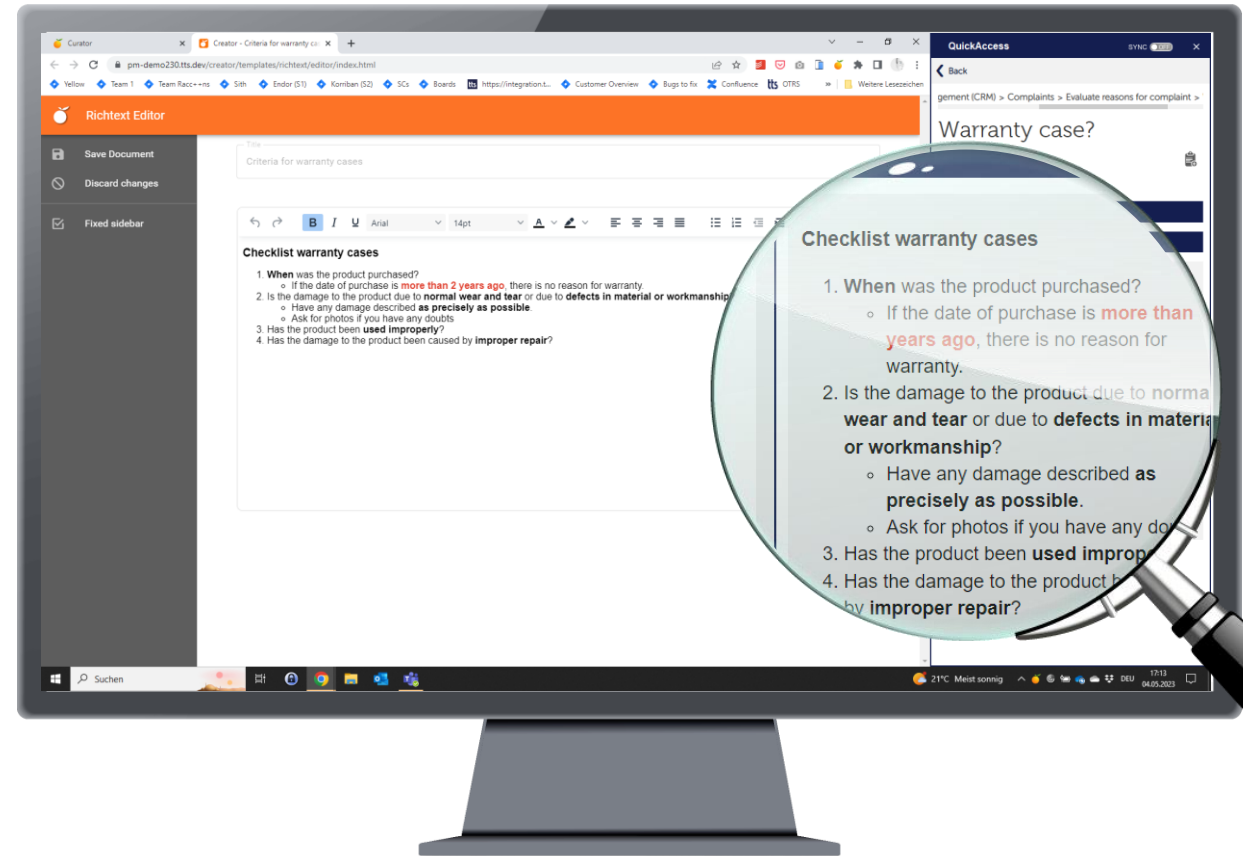 Curator
Creator - Criteria for warranty ca
QuickAccess
SYNC
pm-demo230.tts.dev/creator/templates/richtext/editor/index.html
Back
Yellow Team 1 Team Racc++ns Sith Endor (S1) Korriban (S2) SCs Boards https://integration.t... Customer Overview Bugs to fix Confluence tts OTRS » Weitere Lesezeichen
gement (CRM) > Complaints > Evaluate reasons for complaint >
Richtext Editor
Warranty case?
Save Document
Discard changes
Fixed sidebar
Title
Criteria for warranty cases
B I U Arial 14pt A
Checklist warranty cases
1. When was the product purchased?
If the date of purchase is more than 2 years ago, there is no reason for warranty.
2. Is the damage to the product due to normal wear and tear or due to defects in material or workmanship
Have any damage described as precisely as possible.
Ask for photos if you have any doubts
3. Has the product been used improperly?
4. Has the damage to the product been caused by improper repair?
Checklist warranty cases
1. When was the product purchased?
If the date of purchase is more than
years ago, there is no reason for
warranty.
2. Is the damage to the product due to norma
wear and tear or due to defects in materia
or workmanship?
Have any damage described as
precisely as possible.
Ask for photos if you have any do
3. Has the product been used improp
4. Has the damage to the product b
by improper repair?
Suchen
21°C Meist sonnig
DEU
17:13
04.05.2023